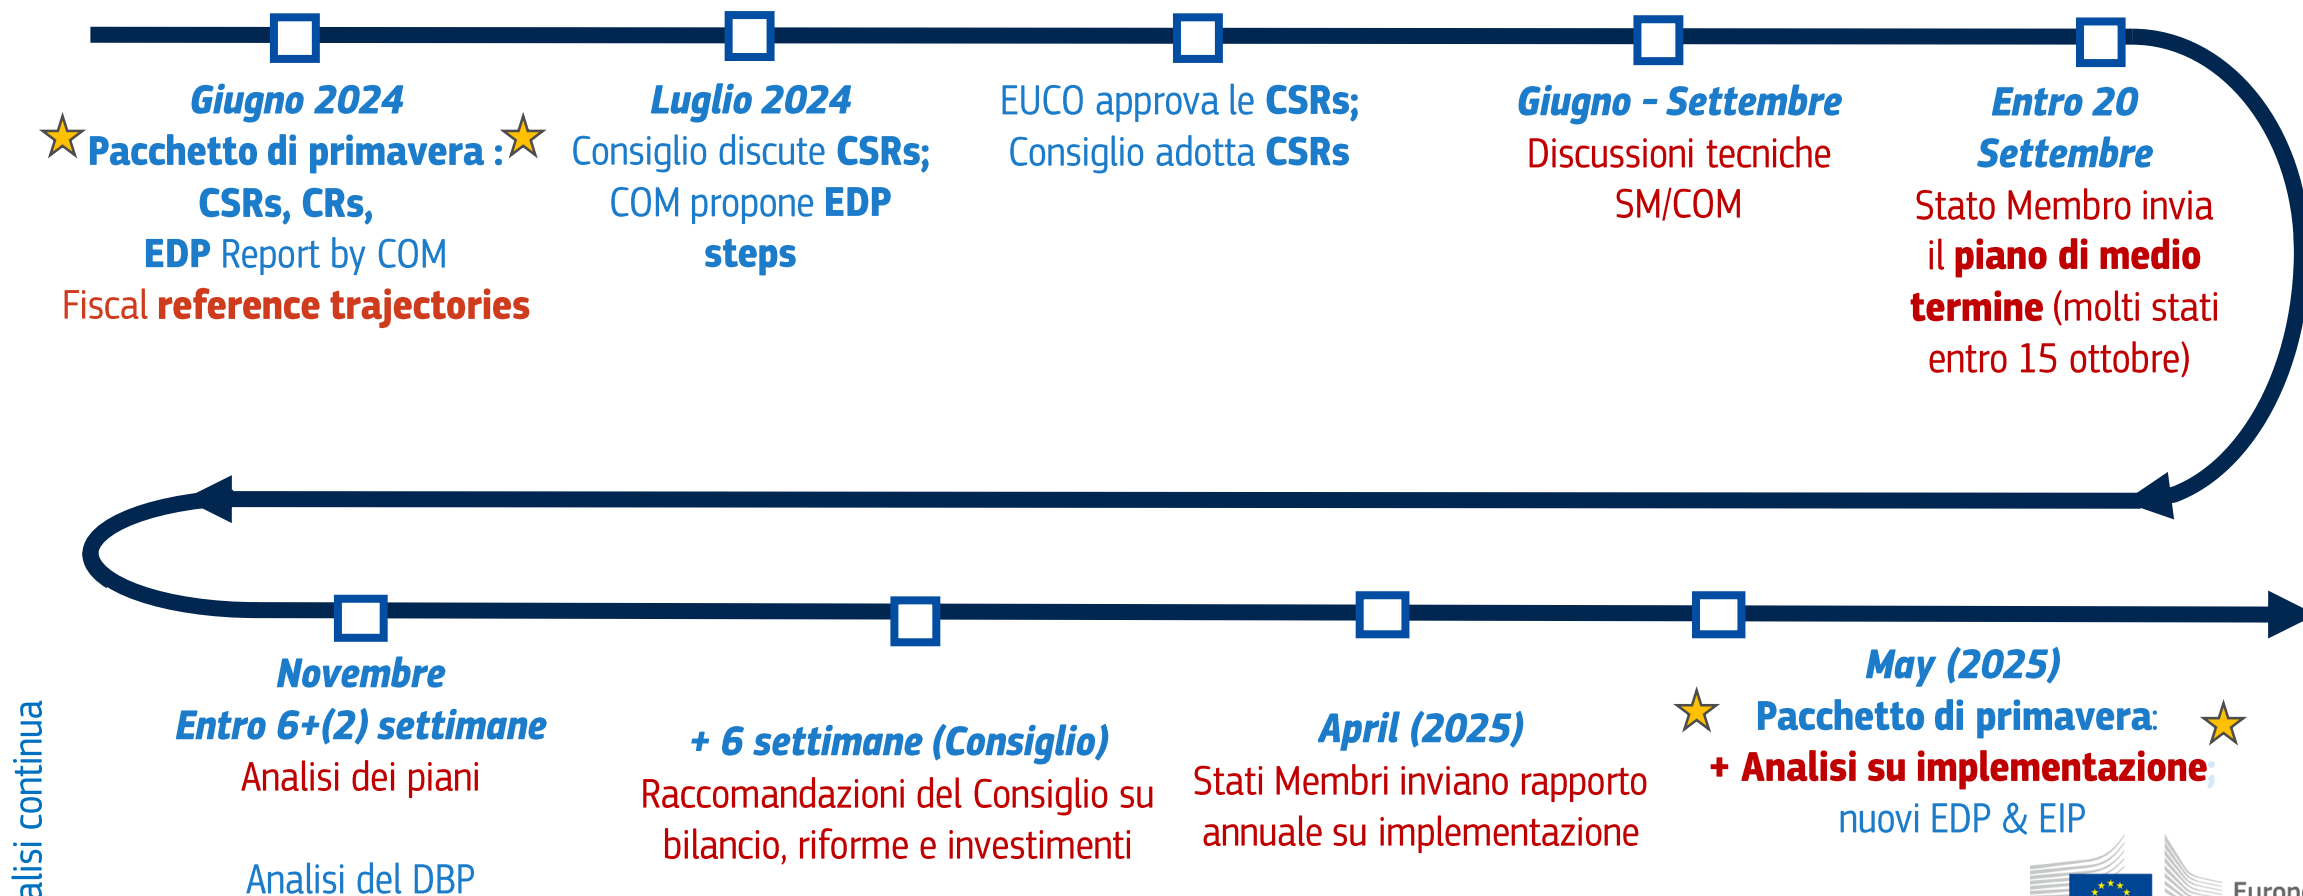 Giugno 2024
Pacchetto di primavera :
CSRs, CRs,
EDP Report by COM
Fiscal reference trajectories
Luglio 2024
Consiglio discute CSRs;
COM propone EDP
steps
EUCO approva le CSRs;
Consiglio adotta CSRs
Giugno - Settembre
Discussioni tecniche
SM/COM
Entro 20
Settembre
Stato Membro invia
il piano di medio
termine (molti stati
entro 15 ottobre)
Novembre
Entro 6+(2) settimane
Analisi dei piani
Analisi del DBP
+ 6 settimane (Consiglio)
Raccomandazioni del Consiglio su
bilancio, riforme e investimenti
April (2025)
Stati Membri inviano rapporto
annuale su implementazione
May (2025)
Pacchetto di primavera:
+ Analisi su implementazione;
nuovi EDP & EIP
continua